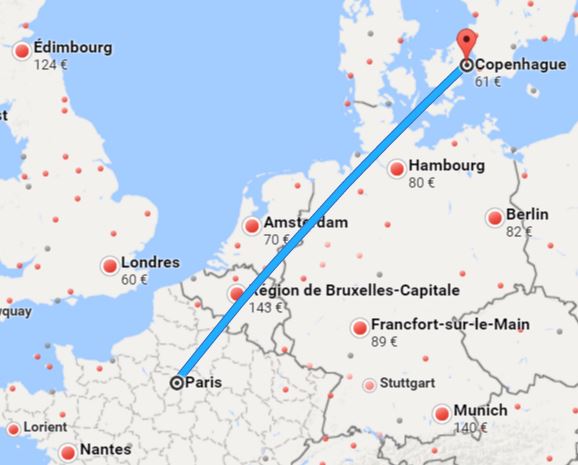 Édimbourg
124 €
Copenhague
61 €
st
Hambourg
80 €
Amsterdam
70 €
Berlin
82 €
Londres
60 €
Région de Bruxelles-Capitale
143 €
quay
Francfort-sur-le-Main
89 €
Paris
Stuttgart
Munich
140 €
Lorient
Nantes